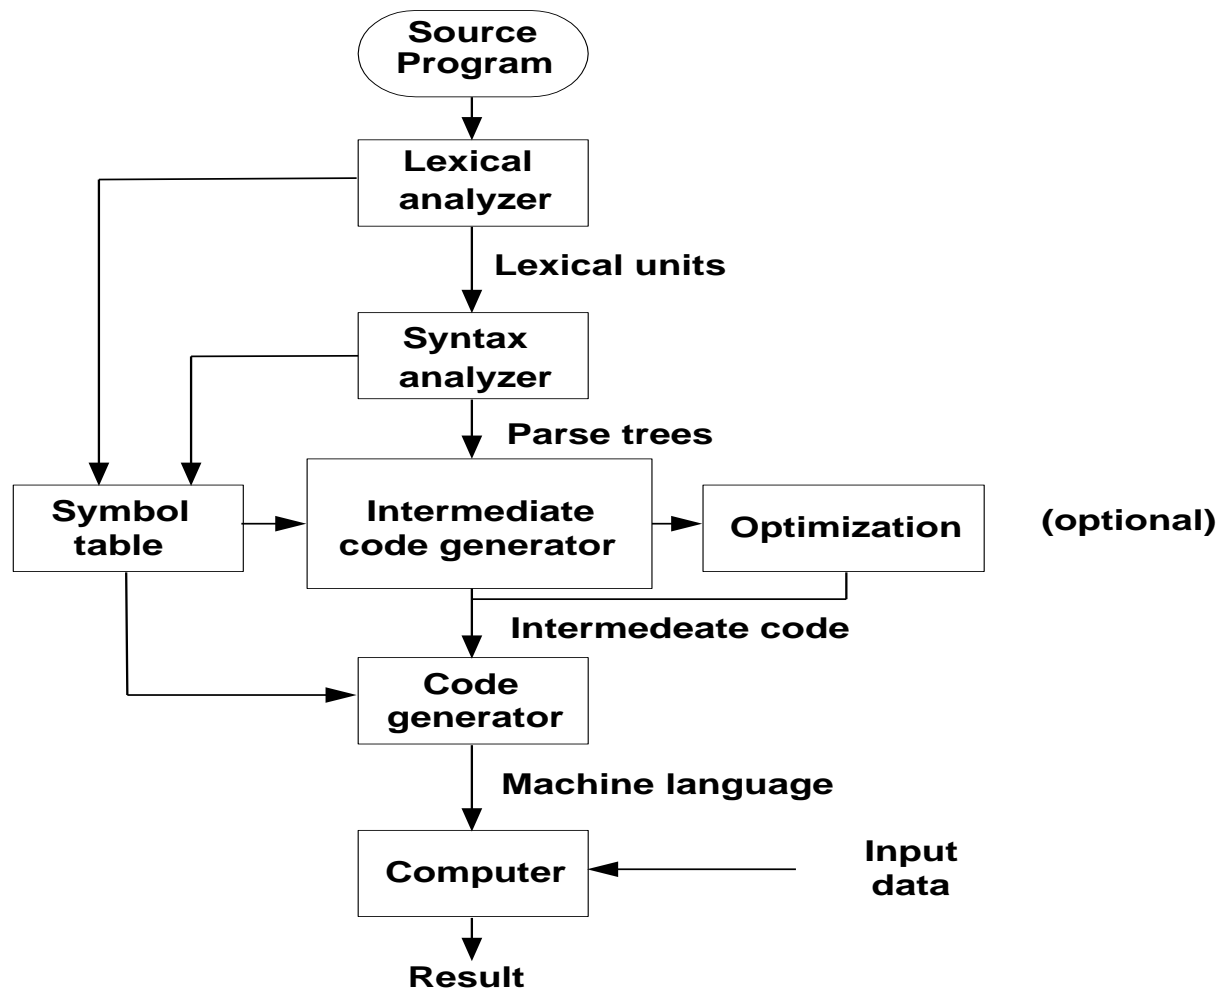 Source
Program
Lexical
analyzer
Lexical units
Syntax
analyzer
Parse trees
Symbol
table
Intermediate
code generator
Optimization
(optional)
Intermedeate code
Code
generator
Machine language
Computer
Input
data
Result